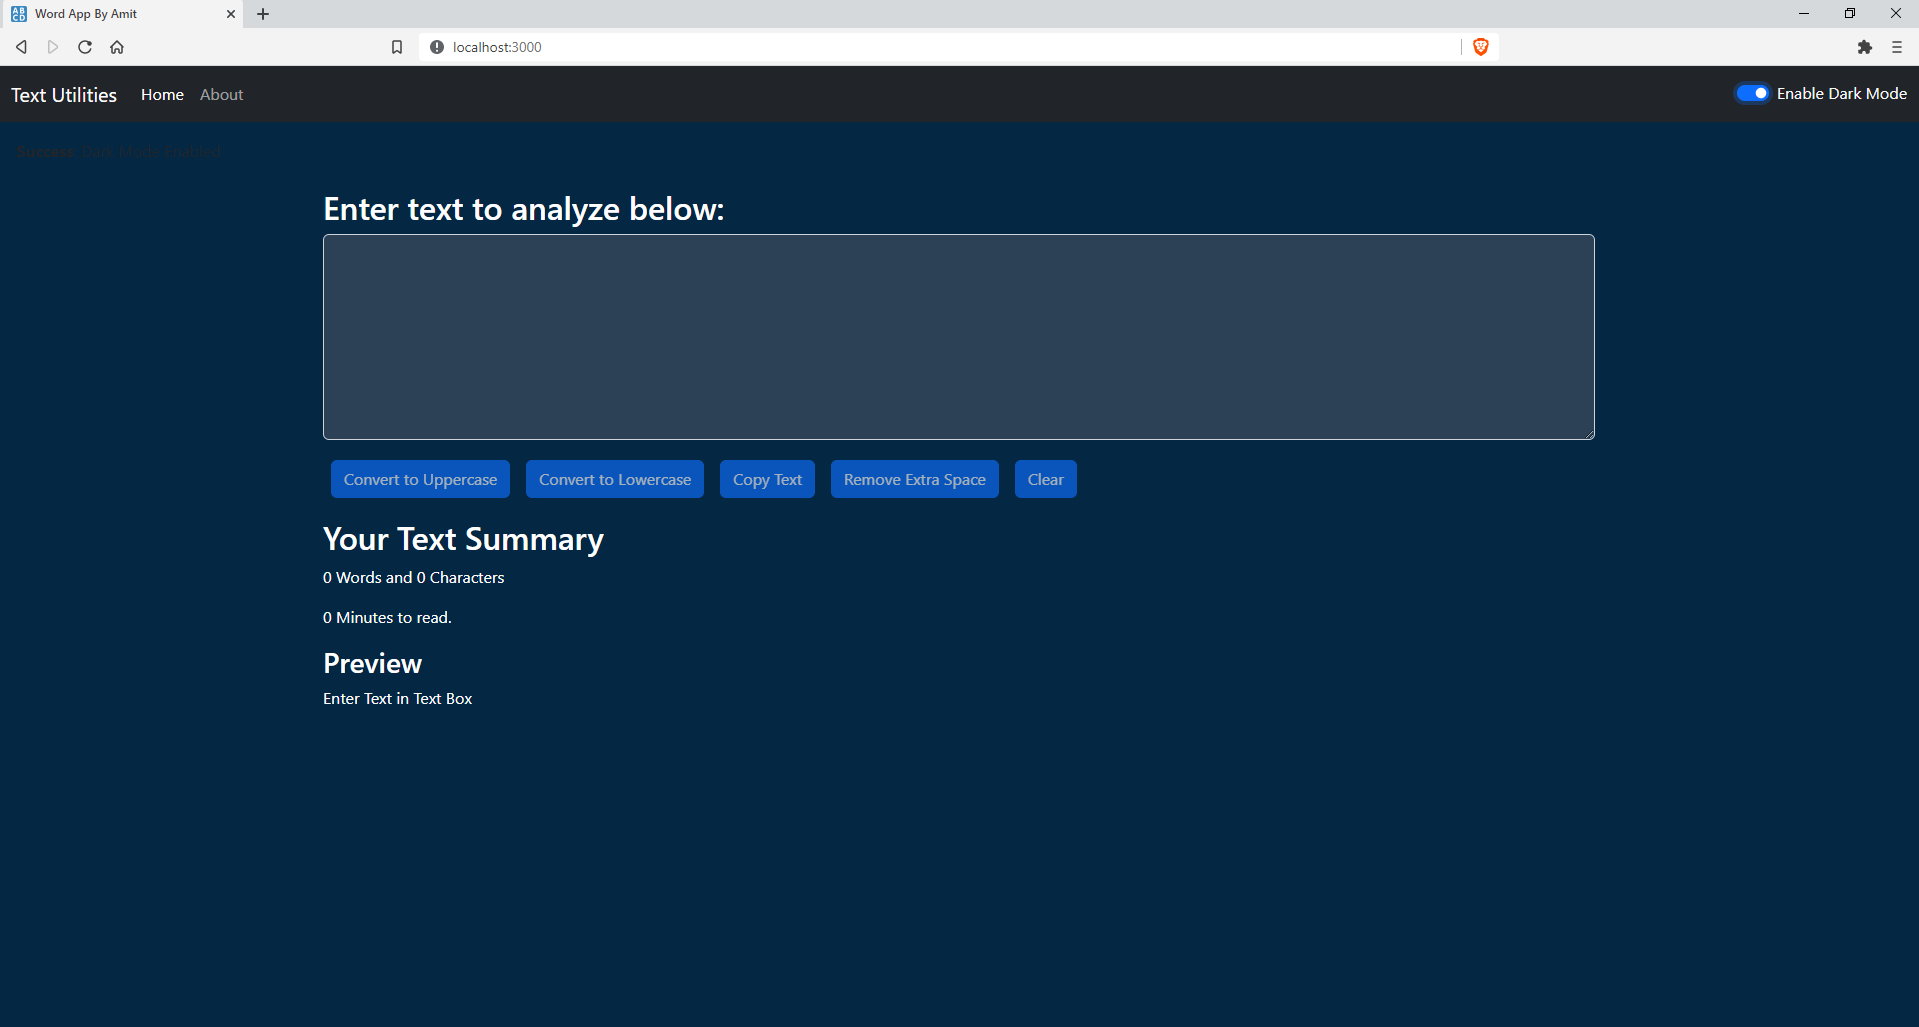 Word App By Amit
localhost:3000
Text Utilities Home About Enable Dark Mode
Success: Dark Mode Enabled
Enter text to analyze below:
Convert to Uppercase Convert to Lowercase Copy Text Remove Extra Space Clear
Your Text Summary
0 Words and 0 Characters
0 Minutes to read.
Preview
Enter Text in Text Box